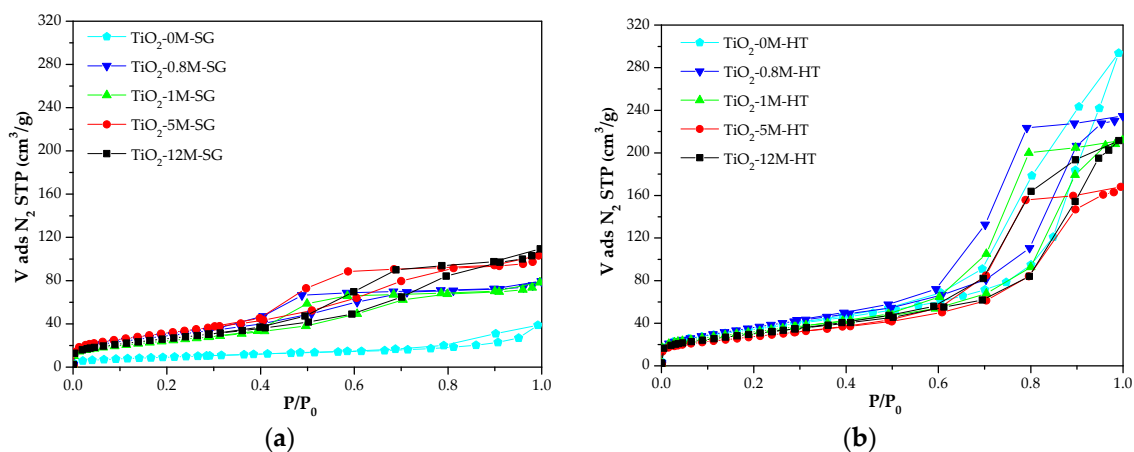 320
280
240
200
160
120
80
40
0
V ads N2 STP (cm3/g)
TiO2-0M-SG
TiO2-0.8M-SG
TiO2-1M-SG
TiO2-5M-SG
TiO2-12M-SG
0.0 0.2 0.4 0.6 0.8 1.0
P/P0
(a)
320
280
240
200
160
120
80
40
0
V ads N2 STP (cm3/g)
TiO2-0M-HT
TiO2-0.8M-HT
TiO2-1M-HT
TiO2-5M-HT
TiO2-12M-HT
0.0 0.2 0.4 0.6 0.8 1.0
P/P0
(b)